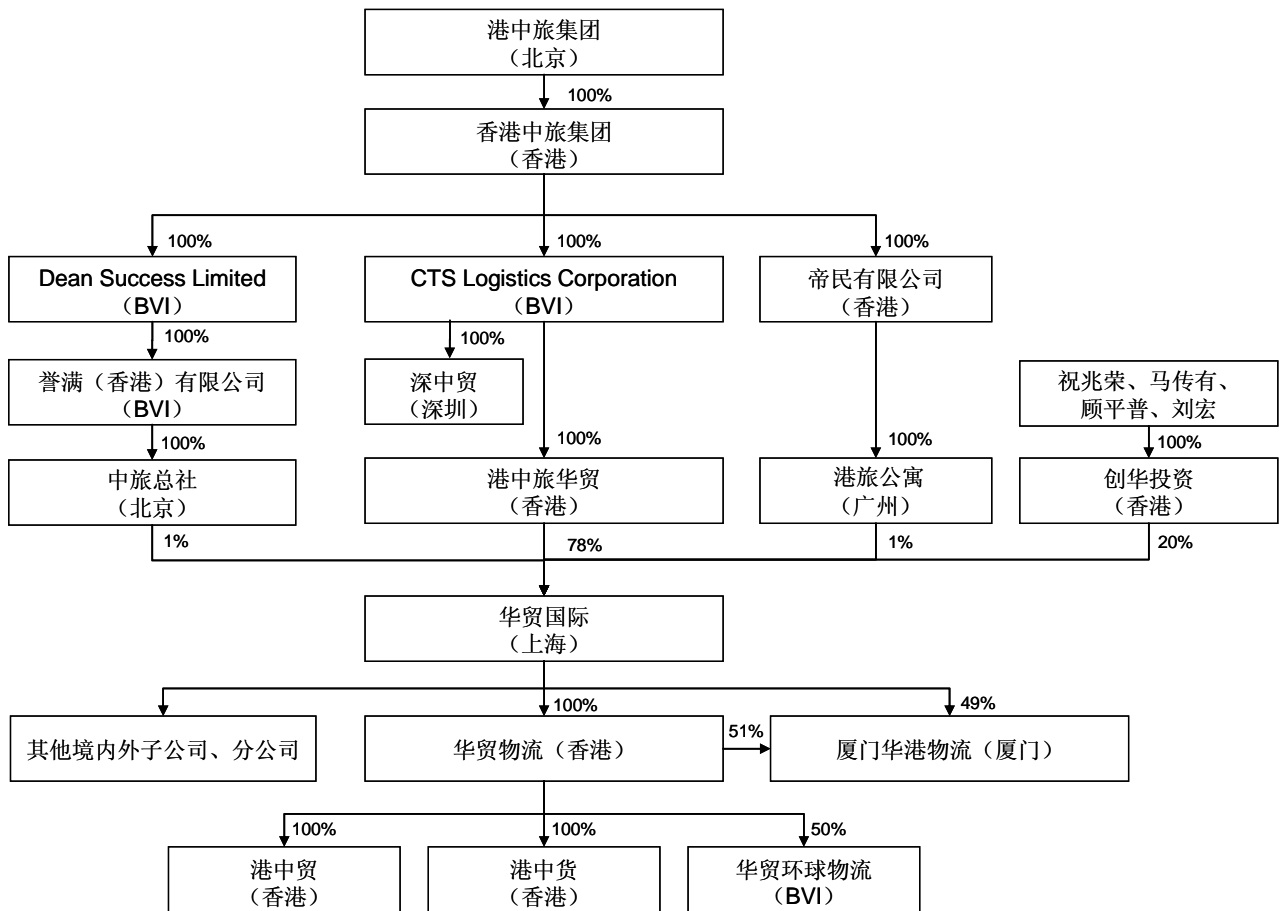 港中旅集团
（北京）
100%
香港中旅集团
（香港）
100%
100%
100%
Dean Success Limited
（BVI）
CTS Logistics Corporation
（BVI）
帝民有限公司
（香港）
100%
100%
誉满（香港）有限公司
（BVI）
深中贸
（深圳）
祝兆荣、马传有、
顾平普、刘宏
100%
100%
100%
100%
中旅总社
（北京）
港中旅华贸
（香港）
港旅公寓
（广州）
创华投资
（香港）
1%
78%
1%
20%
华贸国际
（上海）
100%
49%
其他境内外子公司、分公司
华贸物流（香港）
51%
厦门华港物流（厦门）
100%
100%
50%
港中贸
（香港）
港中货
（香港）
华贸环球物流
（BVI）